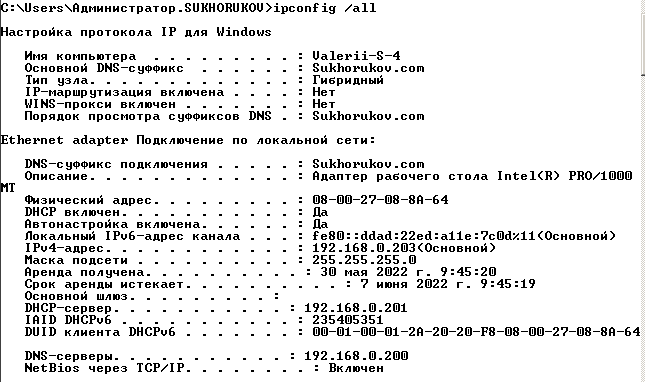 C:\Users\Администратор.SUKHORUKOV>ipconfig /all
Настройка протокола IP для Windows
Имя компьютера . . . . . . . . . : Valerii-S-4
Основной DNS-суффикс . . . . . . : Sukhorukov.com
Тип узла. . . . . . . . . . . . . : Гибридный
IP-маршрутизация включена . . . . : Нет
WINS-прокси включен . . . . . . . : Нет
Порядок просмотра суффиксов DNS . : Sukhorukov.com
Ethernet adapter Подключение по локальной сети:
DNS-суффикс подключения . . . . . : Sukhorukov.com
Описание. . . . . . . . . . . . . : Адаптер рабочего стола Intel(R) PRO/1000
MT
Физический адрес. . . . . . . . . : 08-00-27-08-8A-64
DHCP включен. . . . . . . . . . . : Да
Автонастройка включена. . . . . . : Да
Локальный IPv6-адрес канала . . . : fe80::ddad:22ed:a11e:7c0d%11(Основной)
IPv4-адрес. . . . . . . . . . . . : 192.168.0.203(Основной)
Маска подсети . . . . . . . . . . : 255.255.255.0
Аренда получена. . . . . . . . . . : 30 мая 2022 г. 9:45:20
Срок аренды истекает. . . . . . . . . . : 7 июня 2022 г. 9:45:19
Основной шлюз. . . . . . . . . :
DHCP-сервер. . . . . . . . . . . : 192.168.0.201
IAID DHCPv6 . . . . . . . . . . . : 235405351
DUID клиента DHCPv6 . . . . . . . : 00-01-00-01-2A-20-20-F8-08-00-27-08-8A-64
DNS-серверы. . . . . . . . . . . : 192.168.0.200
NetBios через TCP/IP. . . . . . . . : Включен